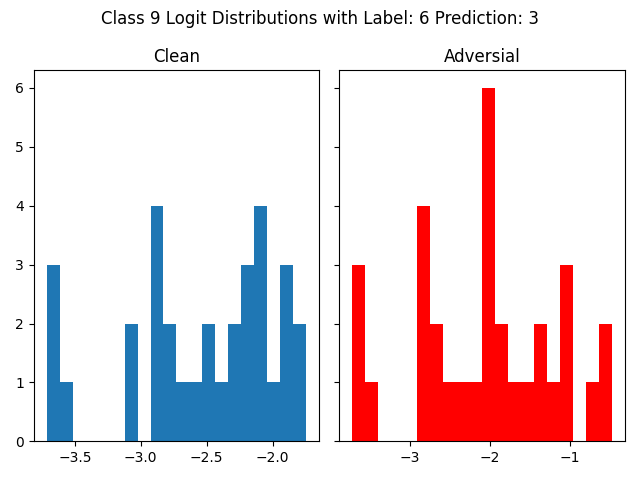 Class 9 Logit Distributions with Label: 6 Prediction: 3
Clean
Adversial
6
5
4
3
2
1
0
−3.5 −3.0 −2.5 −2.0
−3 −2 −1